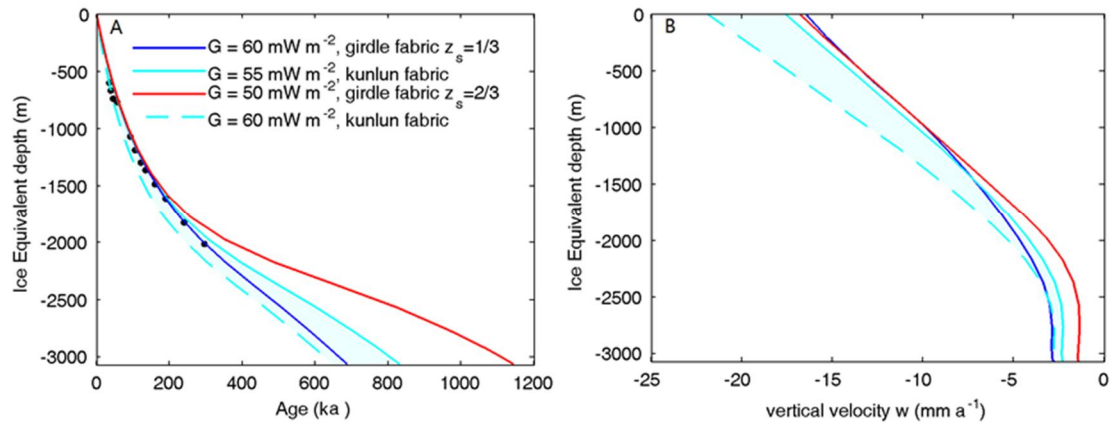 A
G = 60 mW m-2, girdle fabric zs=1/3
G = 55 mW m-2, kunlun fabric
G = 50 mW m-2, girdle fabric zs=2/3
G = 60 mW m-2, kunlun fabric
Ice Equivalent depth (m)
0
-500
-1000
-1500
-2000
-2500
-3000
0 200 400 600 800 1000 1200
Age (ka )
B
Ice Equivalent depth (m)
0
-500
-1000
-1500
-2000
-2500
-3000
-25 -20 -15 -10 -5 0
vertical velocity w (mm a-1)